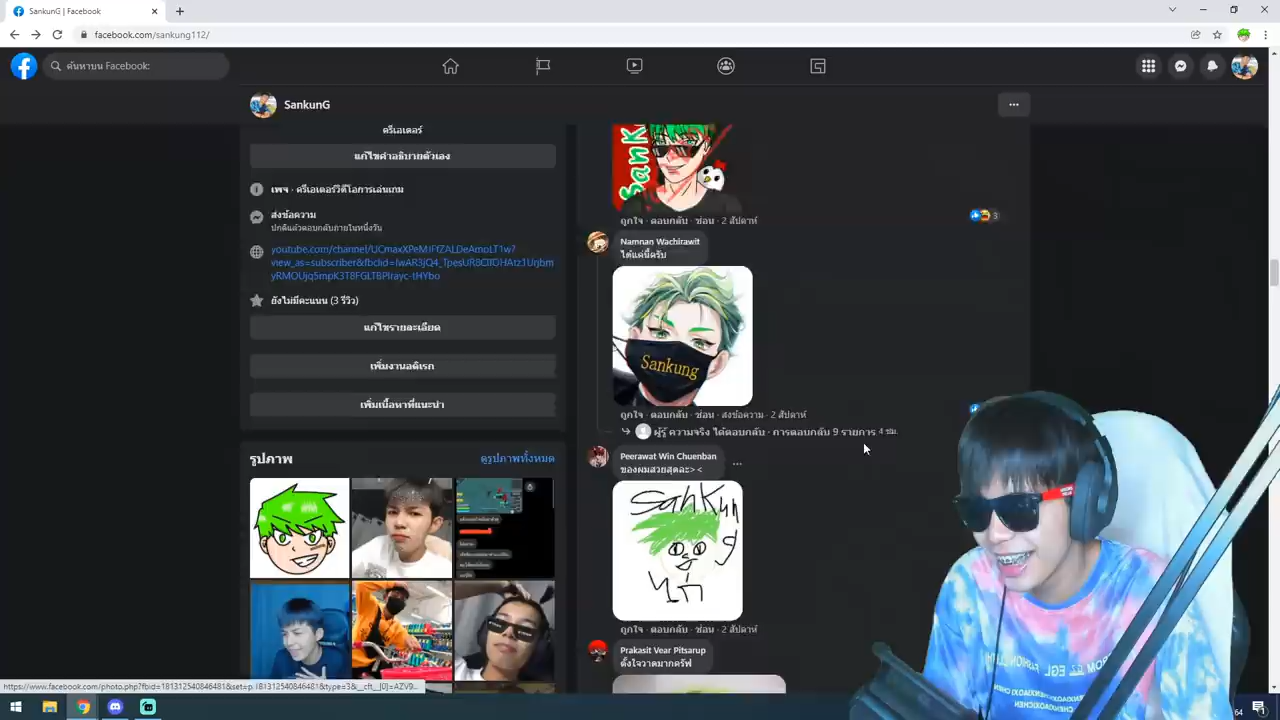 SankunG | Facebook
facebook.com/sankung112/
ค้นหาบน Facebook
SankunG
ครีเอเตอร์
แก้ไขคำอธิบายตัวเอง
เพจ · ครีเอเตอร์วิดีโอการเล่นเกม
ส่งข้อความ
ปกติแล้วตอบกลับภายในหนึ่งวัน
ยังไม่มีคะแนน (3 รีวิว)
แก้ไขรายละเอียด
เพิ่มงานอดิเรก
เพิ่มเนื้อหาที่แนะนำ
รูปภาพ
ดูรูปภาพทั้งหมด
SanK
ถูกใจ · ตอบกลับ · ซ่อน · 2 สัปดาห์
3
Namnan Wachirawit
ได้แค่นี้ครับ
Sankung
ถูกใจ · ตอบกลับ · ซ่อน · ส่งข้อความ · 2 สัปดาห์
ผู้รู้ ความจริง ได้ตอบกลับ · การตอบกลับ 9 รายการ 4 ชม.
Peerawat Win Chuenban
ของผมสวยสุดละ> <
ถูกใจ · ตอบกลับ · ซ่อน · 2 สัปดาห์
Prakasit Vear Pitsarup
ตั้งใจวาดมากครัฟ
64